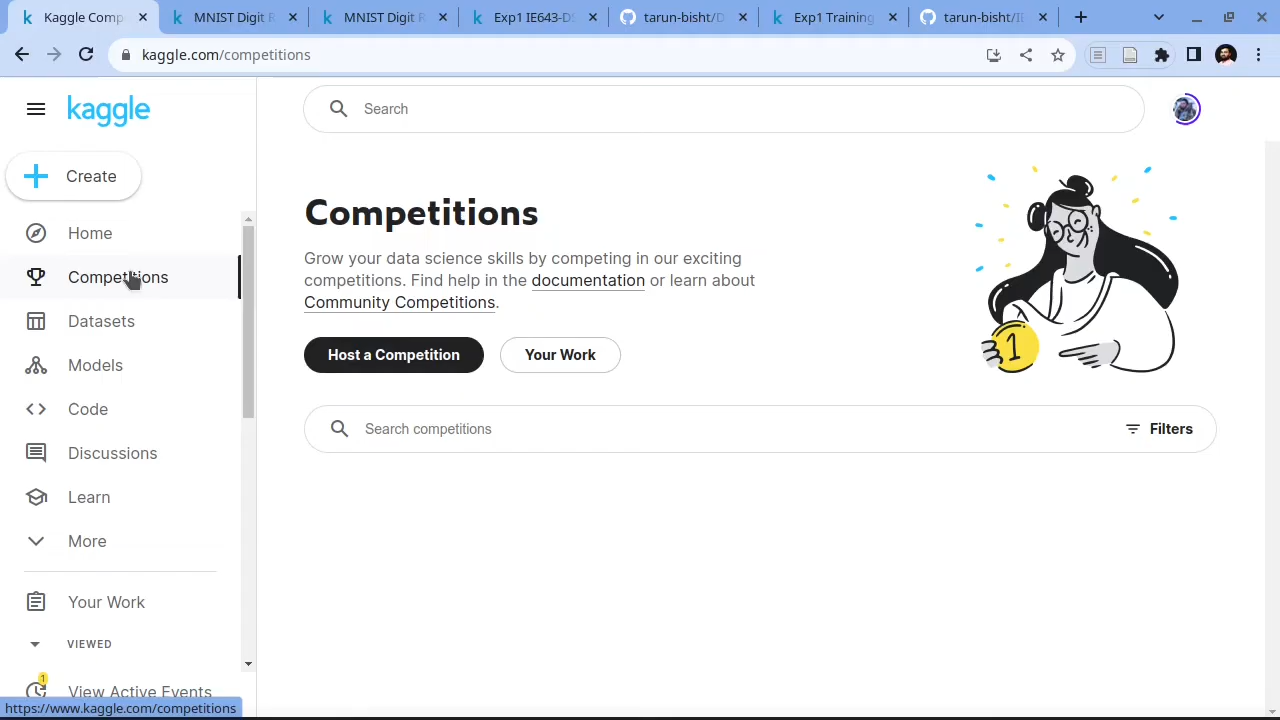 Kaggle Comp
MNIST Digit R
MNIST Digit R
Exp1 IE643-DS
tarun-bisht/D
Exp1 Training
tarun-bisht/II
kaggle.com/competitions
kaggle
Search
Create
Home
Competitions
Datasets
Models
Code
Discussions
Learn
More
Your Work
VIEWED
1
View Active Events
https://www.kaggle.com/competitions
Competitions
Grow your data science skills by competing in our exciting
competitions. Find help in the documentation or learn about
Community Competitions.
Host a Competition
Your Work
1
Search competitions
Filters